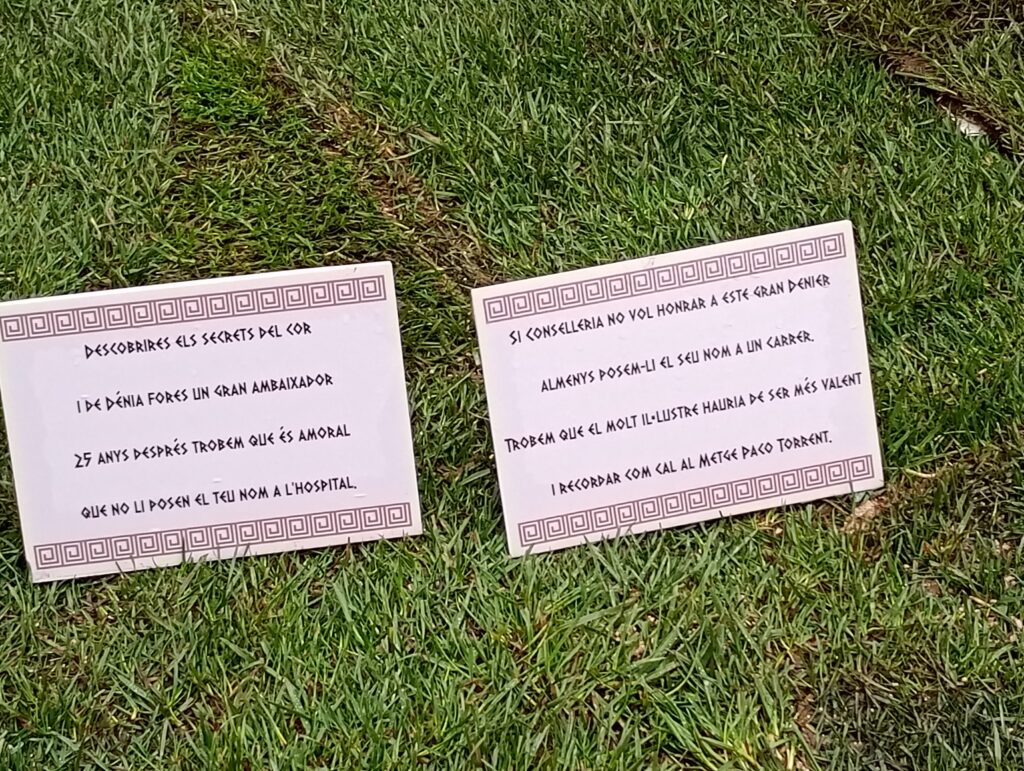 DESCOBRIRES ELS SECRETS DEL COR
I DE DÉNIA FORES UN GRAN AMBAIXADOR
25 ANYS DESPRÉS TROBEM QUE ÉS AMORAL
QUE NO LI POSEN EL TEU NOM A L'HOSPITAL.
SI CONSELLERIA NO VOL HONRAR A ESTE GRAN DENIER
ALMENYS POSEM-LI EL SEU NOM A UN CARRER.
TROBEM QUE EL MOLT IL·LUSTRE HAURIA DE SER MÉS VALENT
I RECORDAR COM CAL AL METGE PACO TORRENT.